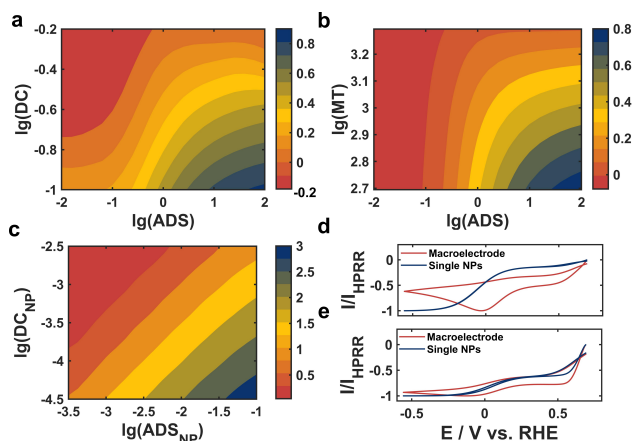 a
-0.2
-0.4
-0.6
-0.8
-1
lg(DC)
-2 -1 0 1 2
lg(ADS)
0.8
0.6
0.4
0.2
0
-0.2
b
3.2
3.1
3
2.9
2.8
2.7
lg(MT)
-2 -1 0 1 2
lg(ADS)
0.8
0.6
0.4
0.2
0
c
-2.5
-3
-3.5
-4
-4.5
lg(DC_NP)
-3.5 -3 -2.5 -2 -1.5 -1
lg(ADS_NP)
3
2.5
2
1.5
1
0.5
d
0
-0.5
-1
I/I_HPRR
Macroelectrode
Single NPs
e
0
-0.5
-1
I/I_HPRR
Macroelectrode
Single NPs
-0.5 0 0.5
E / V vs. RHE